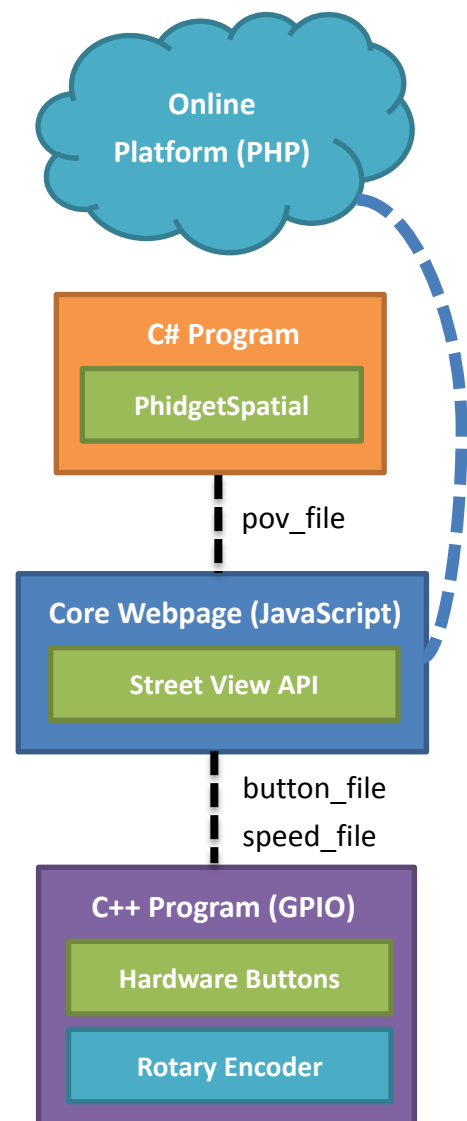 Online
Platform (PHP)
C# Program
PhidgetSpatial
pov_file
Core Webpage (JavaScript)
Street View API
button_file
speed_file
C++ Program (GPIO)
Hardware Buttons
Rotary Encoder